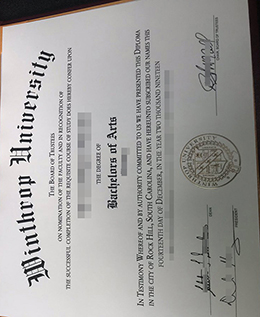 Winthrop University
THE BOARD OF TRUSTEES
ON NOMINATION OF THE FACULTY AND IN RECOGNITION OF
THE SUCCESSFUL COMPLETION OF THE REQUISITE COURSE OF STUDY DOES HEREBY CONFER UPON
THE DEGREE OF
Bachelors of Arts
IN TESTIMONY WHEREOF AND BY AUTHORITY COMMITTED TO US WE HAVE PRESENTED THIS DIPLOMA
IN THE CITY OF ROCK HILL, SOUTH CAROLINA, AND HAVE HEREUNTO SUBSCRIBED OUR NAMES THIS
FOURTEENTH DAY OF DECEMBER, IN THE YEAR TWO THOUSAND NINETEEN
WINTHROP UNIVERSITY